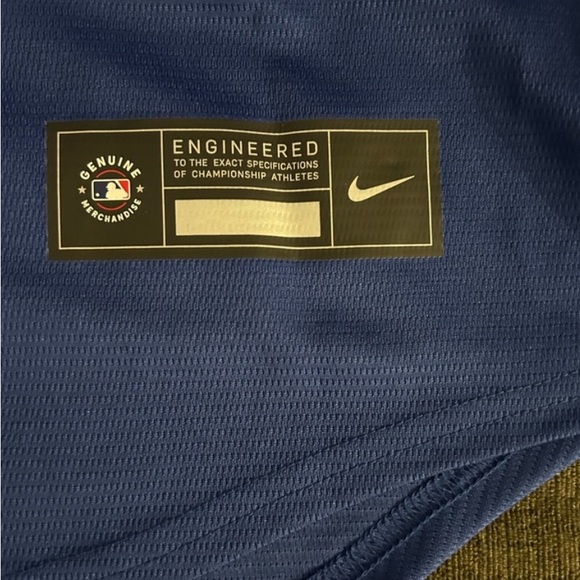 GENUINE
MERCHANDISE
ENGINEERED
TO THE EXACT SPECIFICATIONS
OF CHAMPIONSHIP ATHLETES